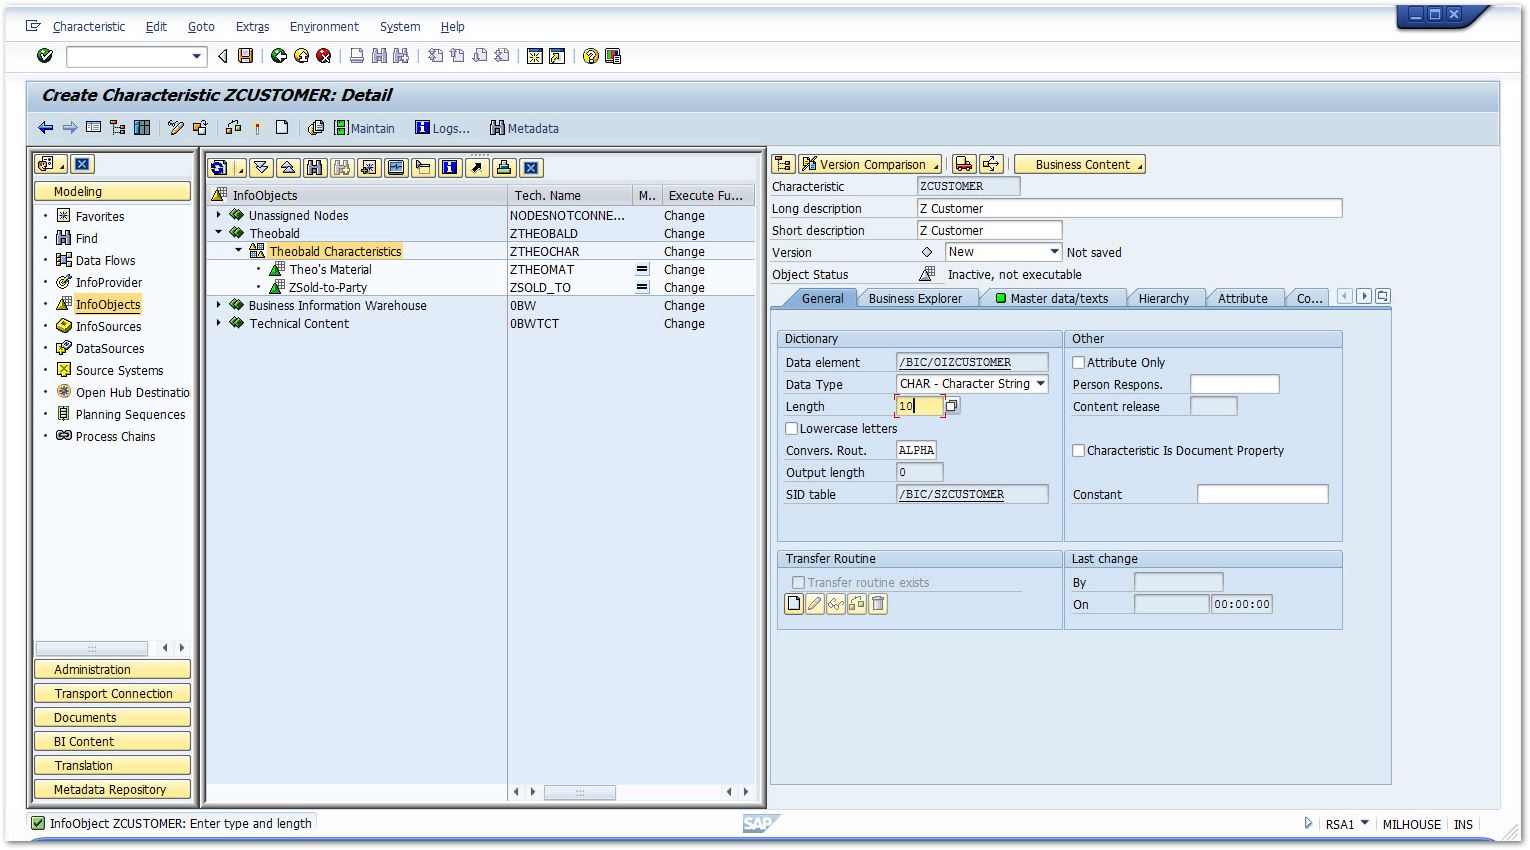 Characteristic Edit Goto Extras Environment System Help
Create Characteristic ZCUSTOMER: Detail
Maintain Logs... Metadata
Modeling
Favorites
Find
Data Flows
InfoProvider
InfoObjects
InfoSources
DataSources
Source Systems
Open Hub Destinatio
Planning Sequences
Process Chains
Administration
Transport Connection
Documents
BI Content
Translation
Metadata Repository
InfoObjects Tech. Name M.. Execute Fu...
Unassigned Nodes NODESNOTCONNE... Change
Theobald ZTHEOBALD Change
Theobald Characteristics ZTHEOCHAR Change
Theo's Material ZTHEOMAT Change
ZSold-to-Party ZSOLD_TO Change
Business Information Warehouse 0BW Change
Technical Content 0BWTCT Change
Version Comparison Business Content
Characteristic ZCUSTOMER
Long description Z Customer
Short description Z Customer
Version New Not saved
Object Status Inactive, not executable
General Business Explorer Master data/texts Hierarchy Attribute Co...
Dictionary
Data element /BIC/OIZCUSTOMER
Data Type CHAR - Character String
Length 10
Lowercase letters
Convers. Rout. ALPHA
Output length 0
SID table /BIC/SZCUSTOMER
Other
Attribute Only
Person Respons.
Content release
Characteristic Is Document Property
Constant
Transfer Routine
Transfer routine exists
Last change
By
On 00:00:00
InfoObject ZCUSTOMER: Enter type and length
SAP
RSA1 MILHOUSE INS